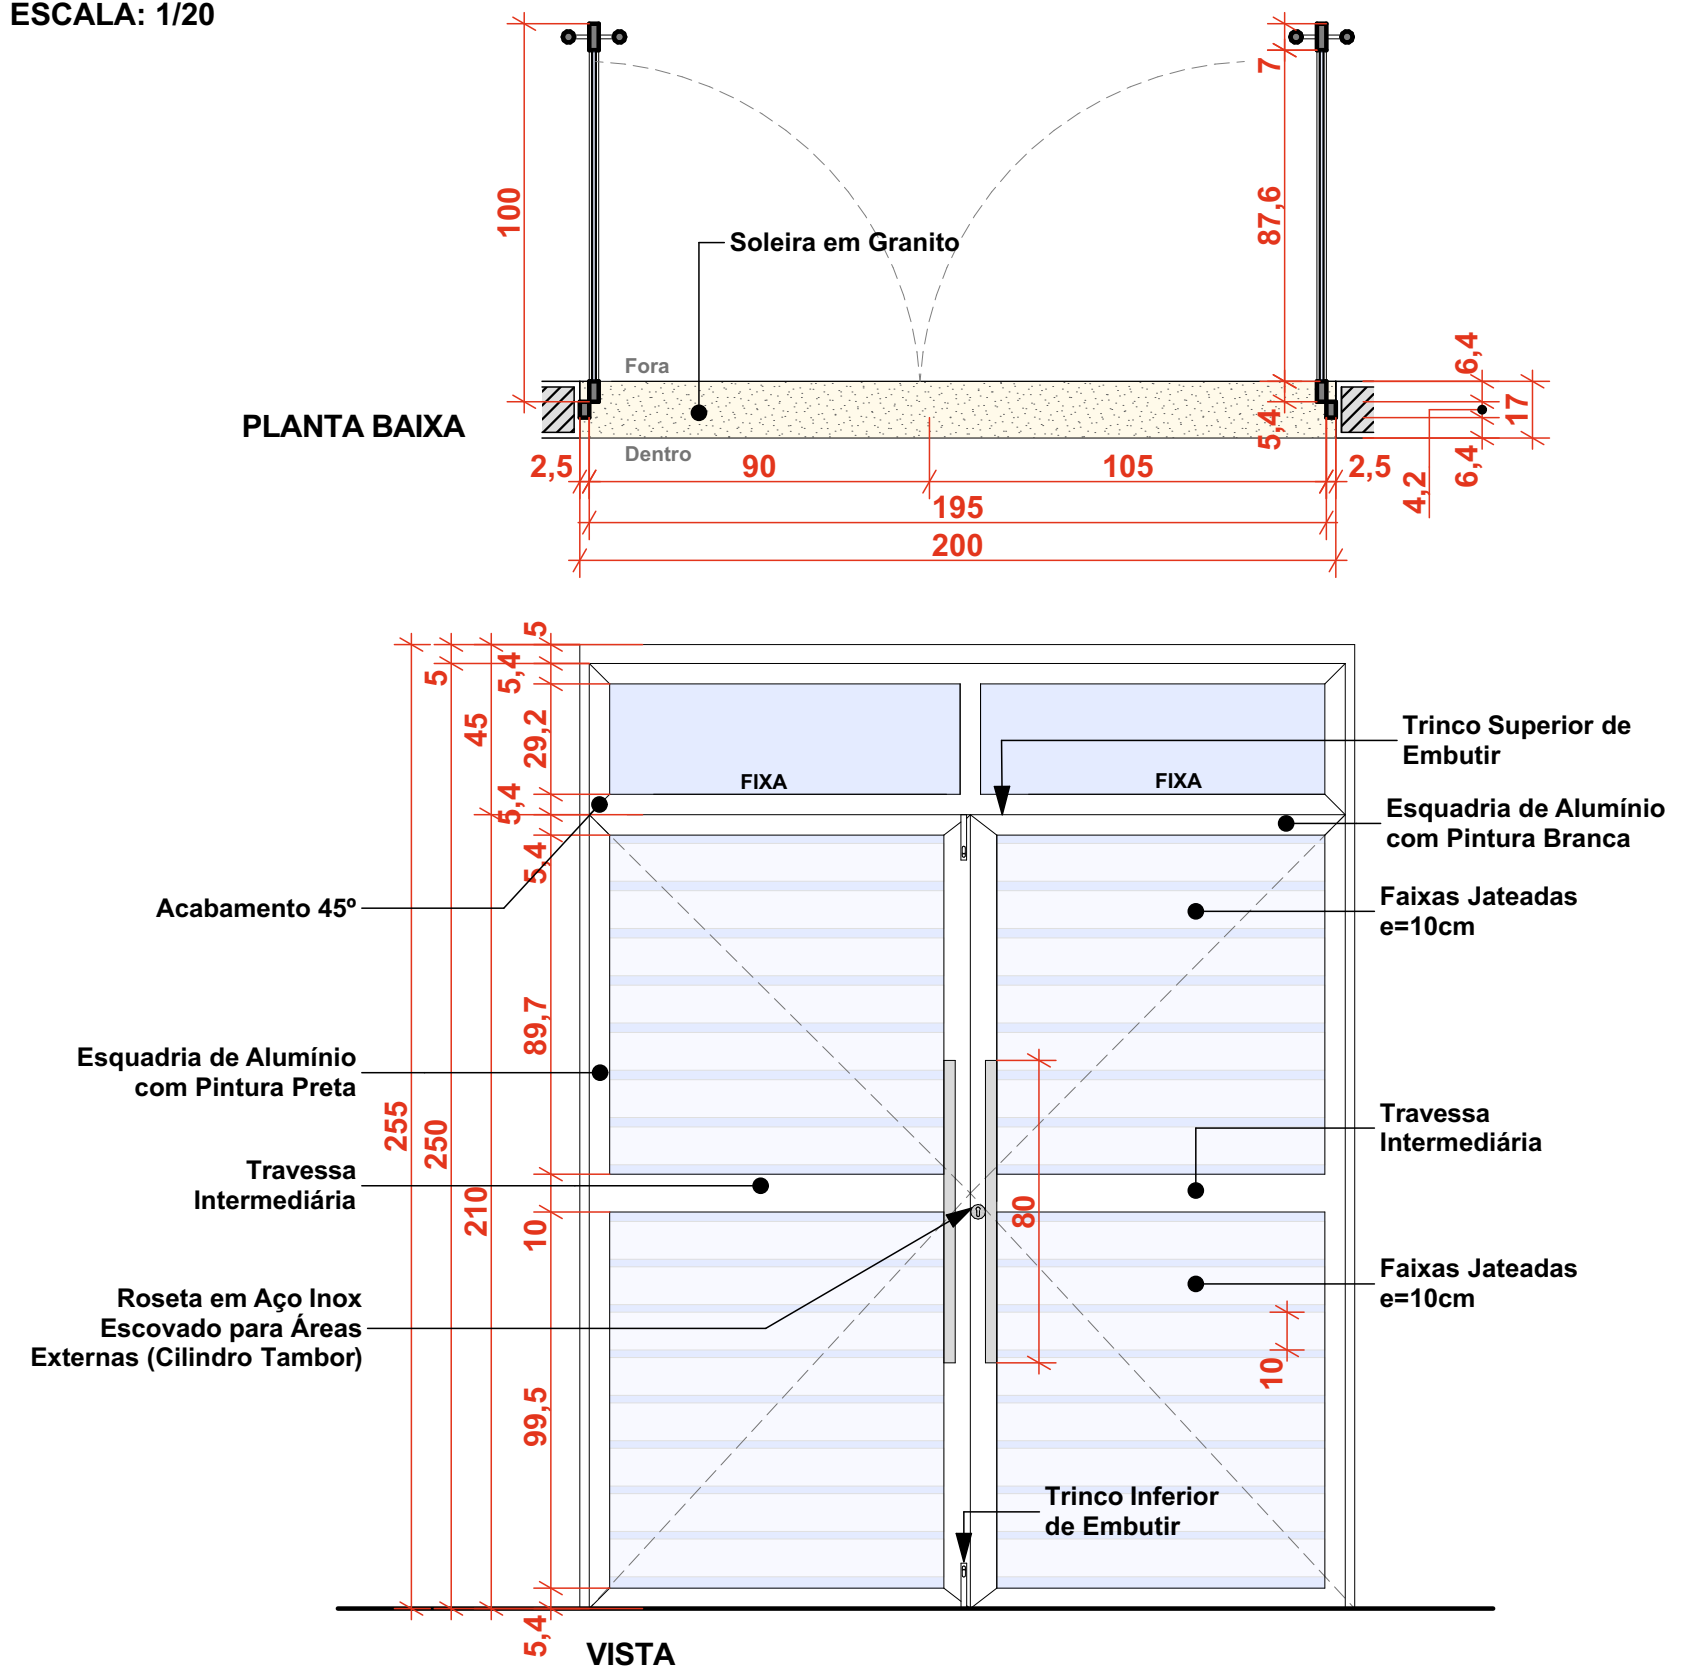 ESCALA: 1/20
100
7
87,6
Soleira em Granito
Fora
6,4
17
5,4
4,2
6,4
PLANTA BAIXA
Dentro
2,5
90
105
2,5
195
200
5
5
5,4
45
29,2
FIXA
FIXA
5,4
Trinco Superior de
Embutir
Esquadria de Alumínio
com Pintura Branca
5,4
Acabamento 45º
Faixas Jateadas
e=10cm
89,7
Esquadria de Alumínio
com Pintura Preta
255
250
210
Travessa
Intermediária
Travessa
Intermediária
10
80
Roseta em Aço Inox
Escovado para Áreas
Externas (Cilindro Tambor)
Faixas Jateadas
e=10cm
10
99,5
Trinco Inferior
de Embutir
5,4
VISTA